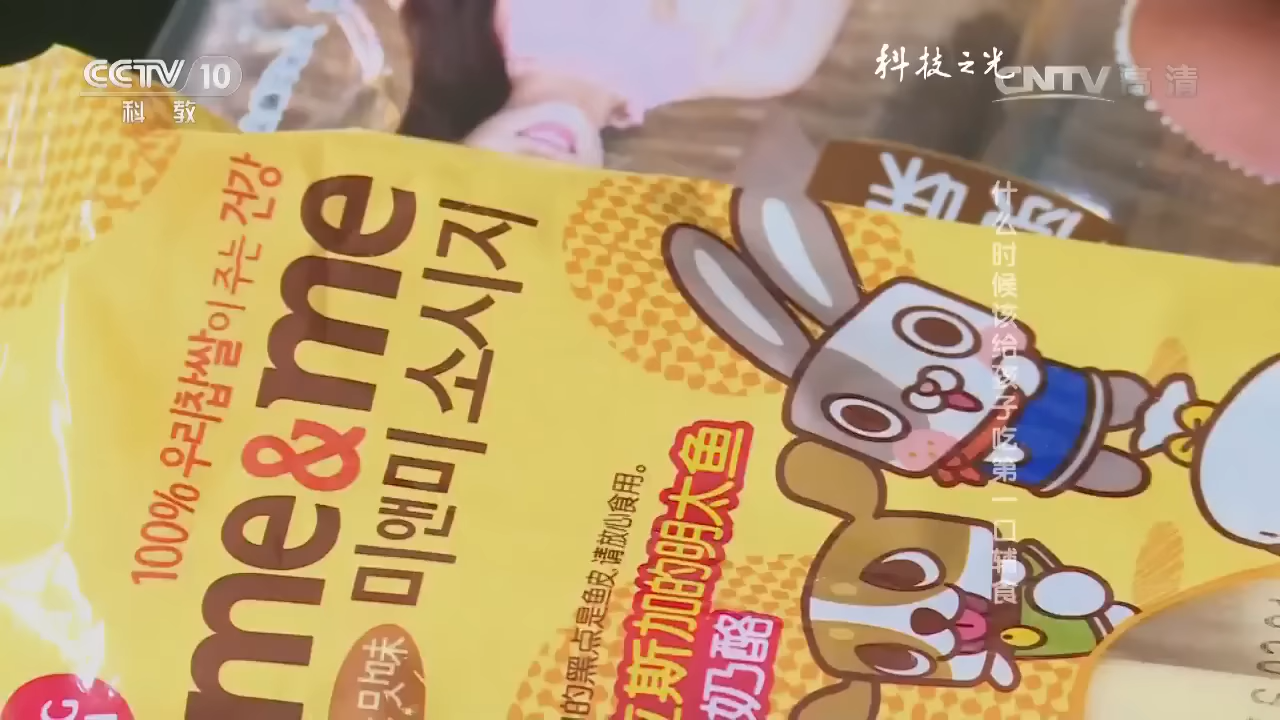 CCTV 10
科教
科技之光
CNTV 高清
什么时候该给孩子吃第一口辅食
原味
100% 우리찹쌀이 주는 건강
me&me
미앤미 소시지
味
的黑点是鱼皮,请放心食用。
斯加的明太鱼
奶酪